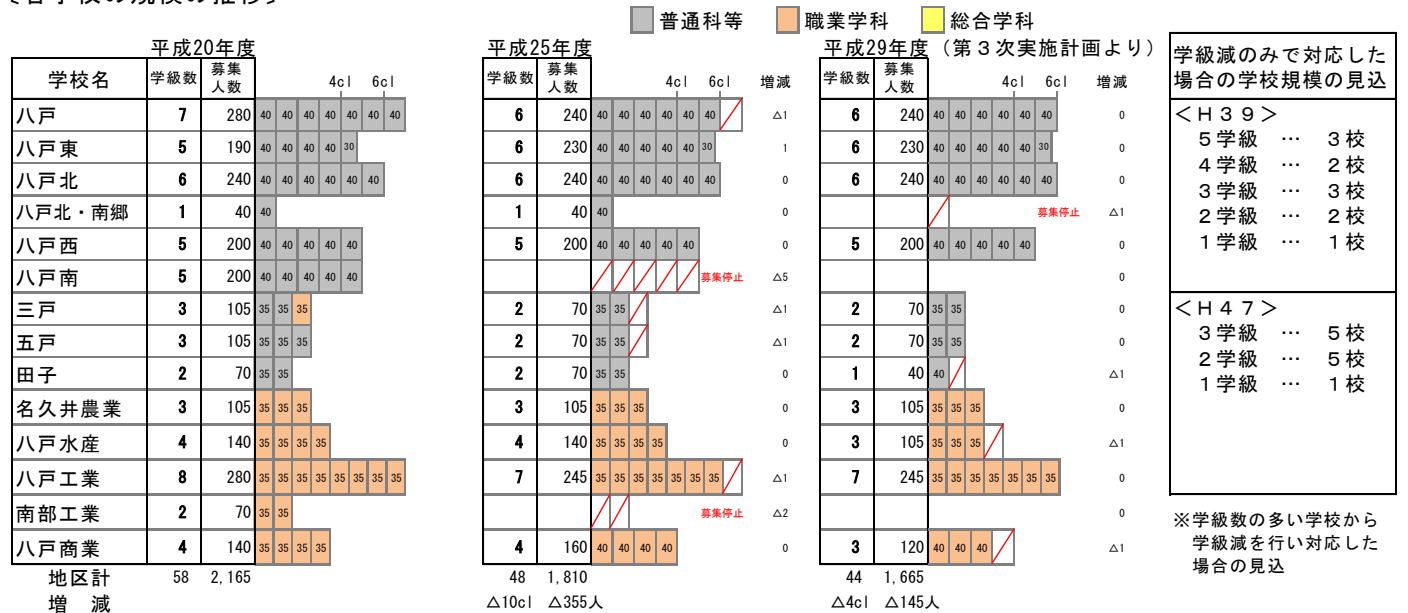 普通科等 職業学科 総合学科
平成20年度 平成25年度 平成29年度（第３次実施計画より）
学校名 学級数 募集人数 4cl 6cl 学級数 募集人数 4cl 6cl 増減 学級数 募集人数 4cl 6cl 増減
八戸 7 280 40 40 40 40 40 40 40 6 240 40 40 40 40 40 40 △1 6 240 40 40 40 40 40 40 0
八戸東 5 190 40 40 40 40 30 6 230 40 40 40 40 40 30 1 6 230 40 40 40 40 40 30 0
八戸北 6 240 40 40 40 40 40 40 6 240 40 40 40 40 40 40 0 6 240 40 40 40 40 40 40 0
八戸北・南郷 1 40 40 1 40 40 0 募集停止 △1
八戸西 5 200 40 40 40 40 40 5 200 40 40 40 40 40 0 5 200 40 40 40 40 40 0
八戸南 5 200 40 40 40 40 40 募集停止 △5 0
三戸 3 105 35 35 35 2 70 35 35 △1 2 70 35 35 0
五戸 3 105 35 35 35 2 70 35 35 △1 2 70 35 35 0
田子 2 70 35 35 2 70 35 35 0 1 40 40 △1
名久井農業 3 105 35 35 35 3 105 35 35 35 0 3 105 35 35 35 0
八戸水産 4 140 35 35 35 35 4 140 35 35 35 35 0 3 105 35 35 35 △1
八戸工業 8 280 35 35 35 35 35 35 35 35 7 245 35 35 35 35 35 35 35 △1 7 245 35 35 35 35 35 35 35 0
南部工業 2 70 35 35 募集停止 △2 0
八戸商業 4 140 35 35 35 35 4 160 40 40 40 40 0 3 120 40 40 40 △1
地区計 58 2,165 48 1,810 44 1,665
増減 △10cl △355人 △4cl △145人
学級減のみで対応した
場合の学校規模の見込
＜Ｈ３９＞
５学級 … ３校
４学級 … ２校
３学級 … ３校
２学級 … ２校
１学級 … １校
＜Ｈ４７＞
３学級 … ５校
２学級 … ５校
１学級 … １校
※学級数の多い学校から
学級減を行い対応した
場合の見込